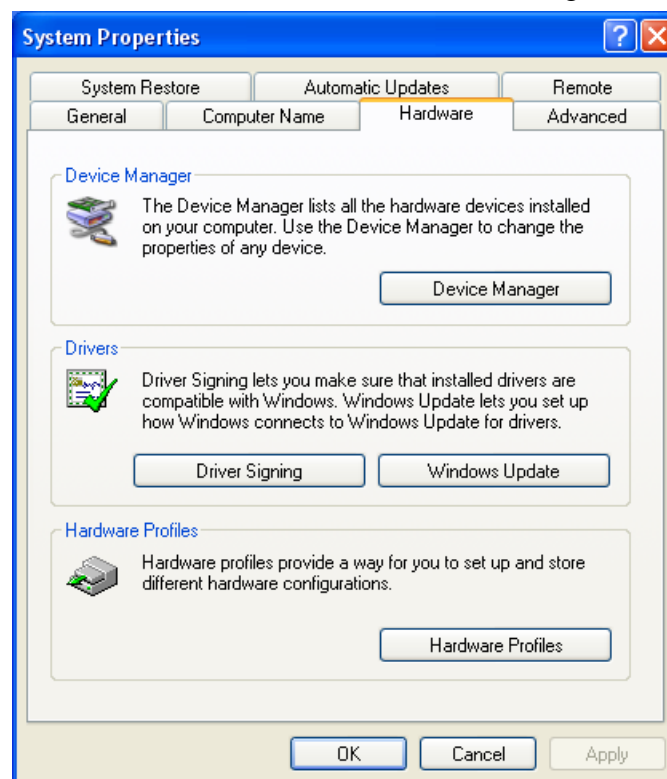 System Properties
System Restore Automatic Updates Remote
General Computer Name Hardware Advanced
Device Manager
The Device Manager lists all the hardware devices installed
on your computer. Use the Device Manager to change the
properties of any device.
Device Manager
Drivers
Driver Signing lets you make sure that installed drivers are
compatible with Windows. Windows Update lets you set up
how Windows connects to Windows Update for drivers.
Driver Signing Windows Update
Hardware Profiles
Hardware profiles provide a way for you to set up and store
different hardware configurations.
Hardware Profiles
OK Cancel Apply